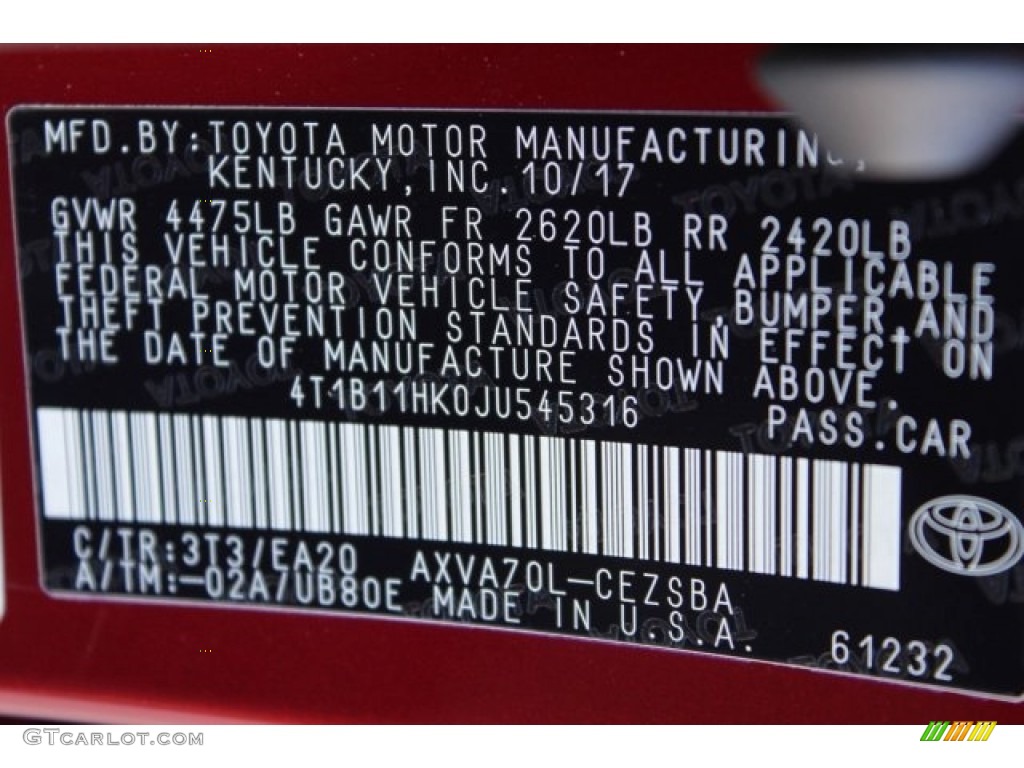 MFD. BY: TOYOTA MOTOR MANUFACTURING,
KENTUCKY, INC. 10/17
GVWR 4475LB GAWR FR 2620LB RR 2420LB
THIS VEHICLE CONFORMS TO ALL APPLICABLE
FEDERAL MOTOR VEHICLE SAFETY, BUMPER, AND
THEFT PREVENTION STANDARDS IN EFFECT ON
THE DATE OF MANUFACTURE SHOWN ABOVE.
4T1B11HK0JU545316 PASS. CAR
C/TR: 3T3/EA20 AXVA70L-CEZSBA
A/TM: -02A/UB80E MADE IN U.S.A.
61232
GTCARLOT.COM